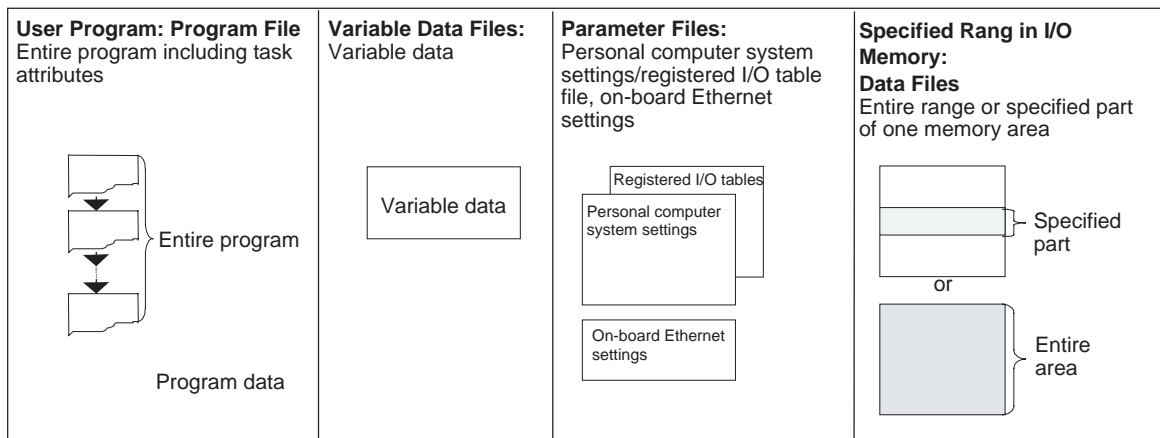 User Program: Program File
Entire program including task
attributes
Entire program
Program data
Variable Data Files:
Variable data
Variable data
Parameter Files:
Personal computer system
settings/registered I/O table
file, on-board Ethernet
settings
Registered I/O tables
Personal computer
system settings
On-board Ethernet
settings
Specified Rang in I/O
Memory:
Data Files
Entire range or specified part
of one memory area
Specified
part
or
Entire
area